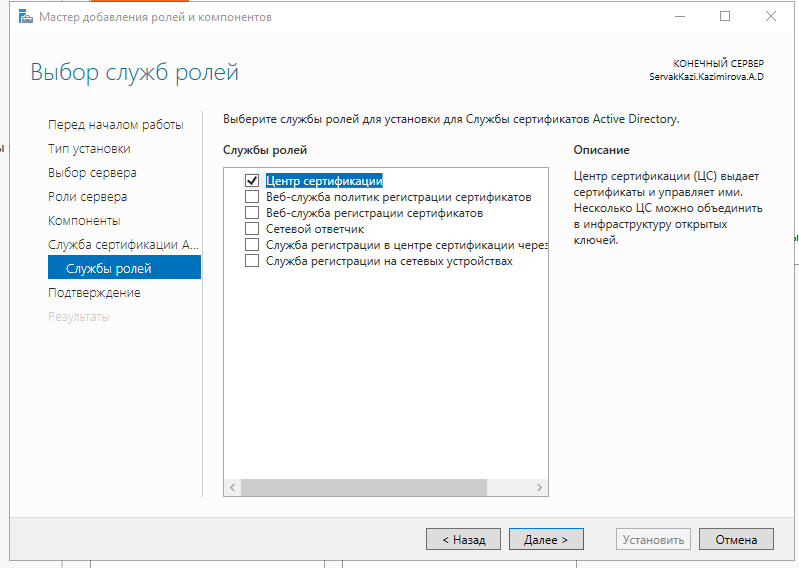 Мастер добавления ролей и компонентов
Выбор служб ролей
КОНЕЧНЫЙ СЕРВЕР
ServakKazi.Kazimirova.A.D
Перед началом работы
Тип установки
Выбор сервера
Роли сервера
Компоненты
Служба сертификации A...
Службы ролей
Подтверждение
Результаты
Выберите службы ролей для установки для Службы сертификатов Active Directory.
Службы ролей
Центр сертификации
Веб-служба политик регистрации сертификатов
Веб-служба регистрации сертификатов
Сетевой ответчик
Служба регистрации в центре сертификации через
Служба регистрации на сетевых устройствах
Описание
Центр сертификации (ЦС) выдает
сертификаты и управляет ими.
Несколько ЦС можно объединить
в инфраструктуру открытых
ключей.
< Назад
Далее >
Установить
Отмена